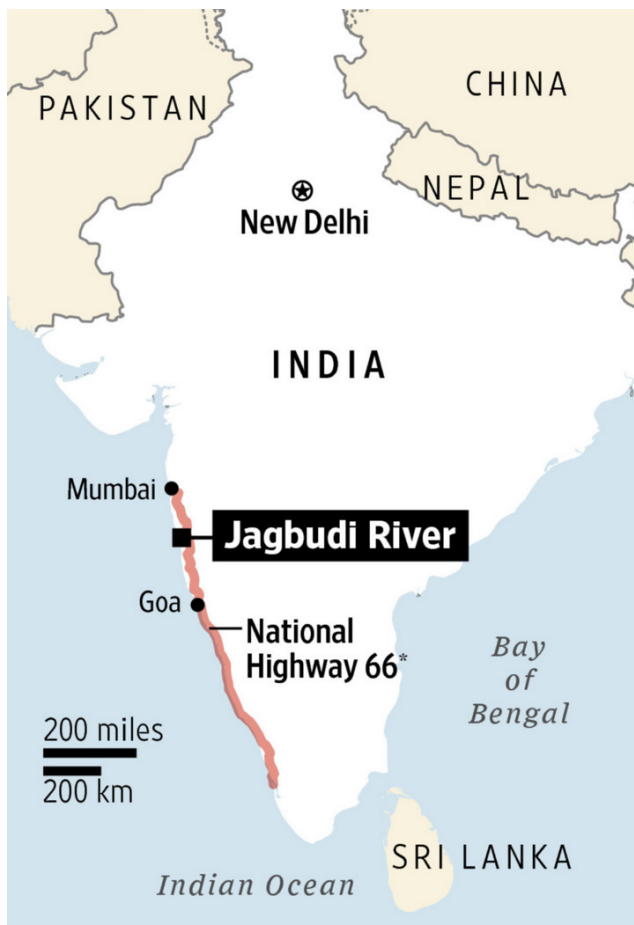 PAKISTAN
CHINA
NEPAL
New Delhi
INDIA
Mumbai
Jagbudi River
Goa
National
Highway 66*
Bay
of
Bengal
200 miles
200 km
SRI LANKA
Indian Ocean